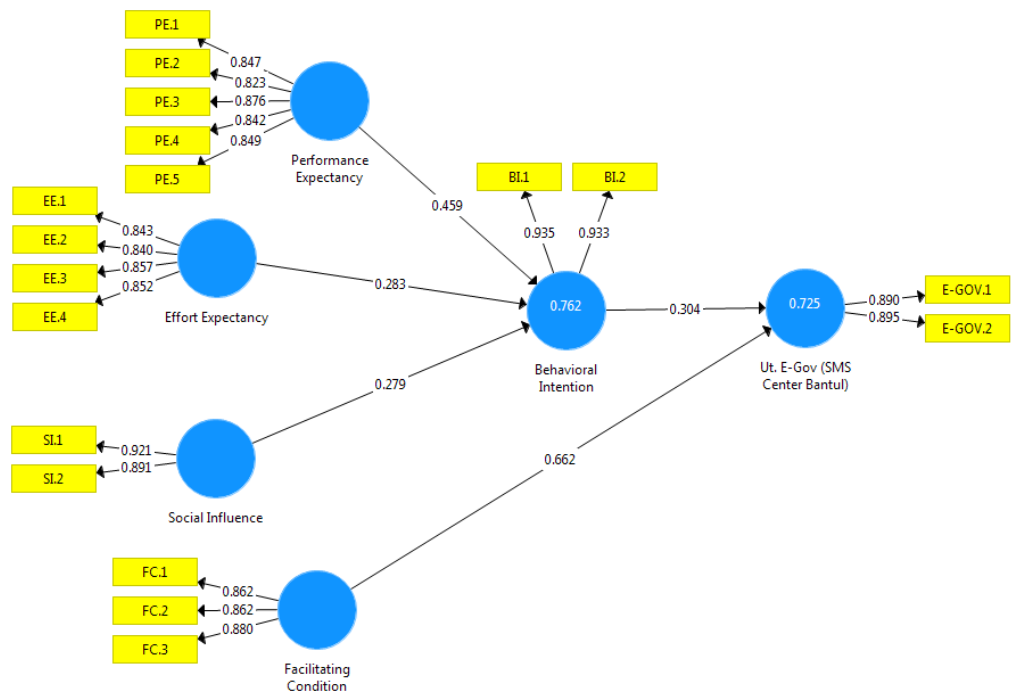 PE.1
PE.2
PE.3
PE.4
PE.5
0.847
0.823
0.876
0.842
0.849
Performance
Expectancy
EE.1
EE.2
EE.3
EE.4
0.843
0.840
0.857
0.852
Effort Expectancy
SI.1
SI.2
0.921
0.891
Social Influence
FC.1
FC.2
FC.3
0.862
0.862
0.880
Facilitating
Condition
0.459
0.283
0.279
0.662
BI.1
BI.2
0.935
0.933
0.762
Behavioral
Intention
0.304
0.725
Ut. E-Gov (SMS
Center Bantul)
0.890
0.895
E-GOV.1
E-GOV.2